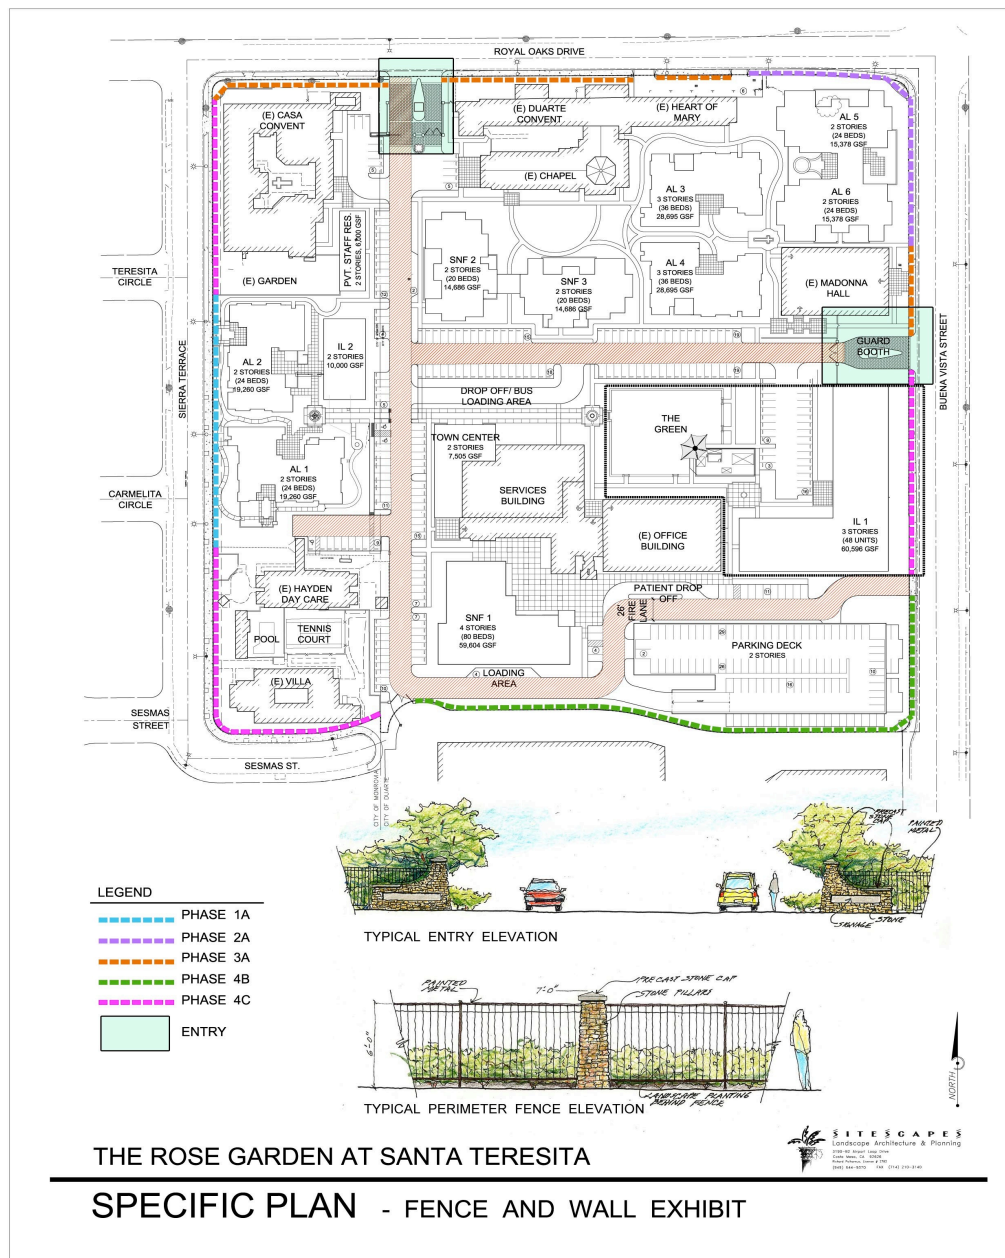 ROYAL OAKS DRIVE
(E) CASA
CONVENT
(E) DUARTE
CONVENT
(E) HEART OF
MARY
(E) CHAPEL
AL 5
2 STORIES
(24 BEDS)
15,378 GSF
AL 6
2 STORIES
(24 BEDS)
15,378 GSF
AL 3
3 STORIES
(36 BEDS)
28,695 GSF
AL 4
3 STORIES
(36 BEDS)
28,695 GSF
PVT. STAFF RES.
2 STORIES, 6,000 GSF
SNF 2
2 STORIES
(20 BEDS)
14,686 GSF
SNF 3
2 STORIES
(20 BEDS)
14,686 GSF
(E) MADONNA
HALL
(E) GARDEN
TERESITA
CIRCLE
SIERRA TERRACE
BUENA VISTA STREET
GUARD
BOOTH
AL 2
2 STORIES
(24 BEDS)
19,260 GSF
IL 2
2 STORIES
10,000 GSF
DROP OFF/ BUS
LOADING AREA
THE
GREEN
TOWN CENTER
2 STORIES
7,505 GSF
AL 1
2 STORIES
(24 BEDS)
19,260 GSF
CARMELITA
CIRCLE
SERVICES
BUILDING
(E) OFFICE
BUILDING
IL 1
3 STORIES
(48 UNITS)
60,596 GSF
(E) HAYDEN
DAY CARE
PATIENT DROP
OFF
26'
FIRE
LANE
SNF 1
4 STORIES
(80 BEDS)
59,604 GSF
POOL
TENNIS
COURT
PARKING DECK
2 STORIES
(E) VILLA
LOADING
AREA
SESMAS
STREET
SESMAS ST.
CITY OF MONROVIA
CITY OF DUARTE
PRECAST
STONE
CAP
PAINTED
METAL
SIGNAGE
STONE
TYPICAL ENTRY ELEVATION
LEGEND
PHASE 1A
PHASE 2A
PHASE 3A
PHASE 4B
PHASE 4C
ENTRY
PAINTED
METAL
7'-0"
PRECAST STONE CAP
STONE PILLARS
6'-0"
LANDSCAPE PLANTING
BEHIND FENCE
TYPICAL PERIMETER FENCE ELEVATION
NORTH
SITESCAPES
Landscape Architecture & Planning
THE ROSE GARDEN AT SANTA TERESITA
SPECIFIC PLAN - FENCE AND WALL EXHIBIT